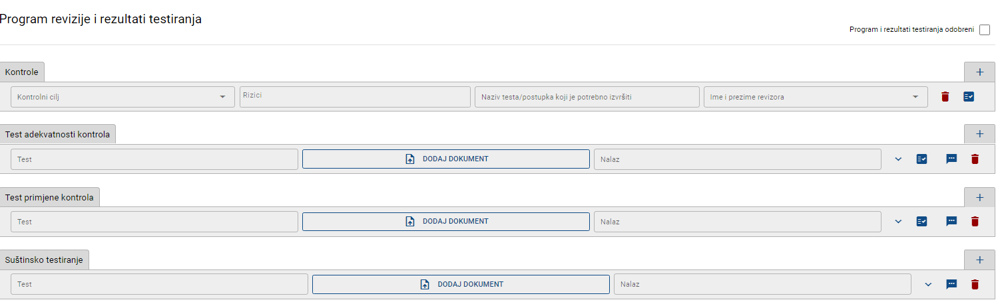 Program revizije i rezultati testiranja
Program i rezultati testiranja odobreni
Kontrole
+
Kontrolni cilj Rizici Naziv testa/postupka koji je potrebno izvršiti Ime i prezime revizora
Test adekvatnosti kontrola
+
Test DODAJ DOKUMENT Nalaz
Test primjene kontrola
+
Test DODAJ DOKUMENT Nalaz
Suštinsko testiranje
+
Test DODAJ DOKUMENT Nalaz